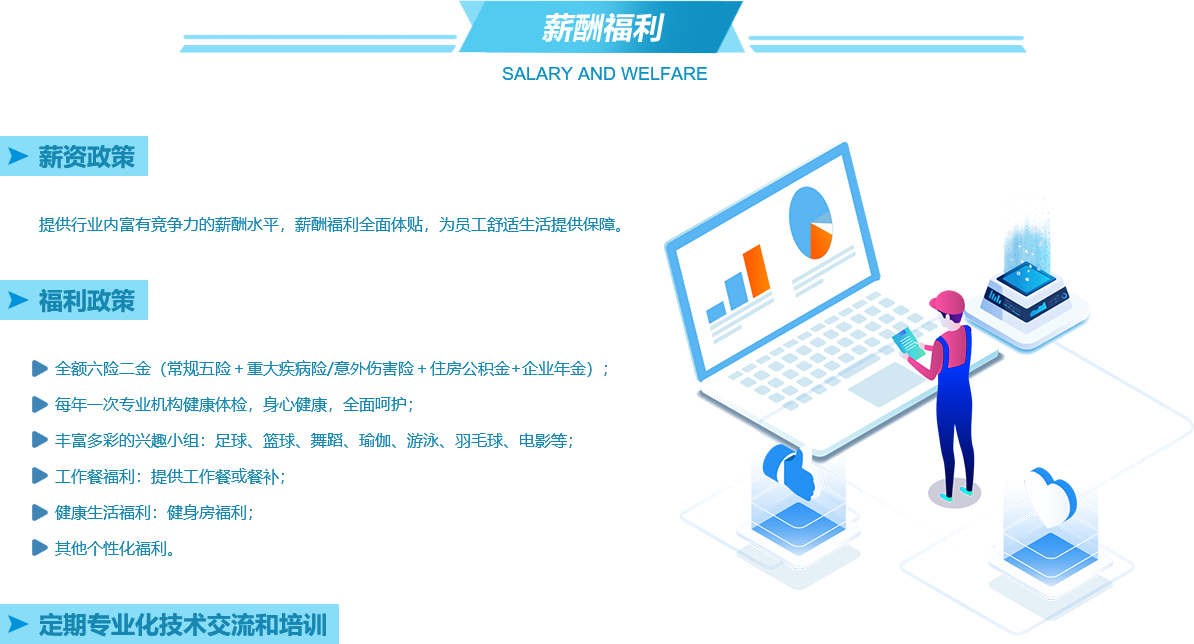 薪酬福利
SALARY AND WELFARE
薪资政策
提供行业内富有竞争力的薪酬水平，薪酬福利全面体贴，为员工舒适生活提供保障。
福利政策
全额六险二金（常规五险＋重大疾病险/意外伤害险＋住房公积金+企业年金）；
每年一次专业机构健康体检，身心健康，全面呵护；
丰富多彩的兴趣小组：足球、篮球、舞蹈、瑜伽、游泳、羽毛球、电影等；
工作餐福利：提供工作餐或餐补；
健康生活福利：健身房福利；
其他个性化福利。
定期专业化技术交流和培训